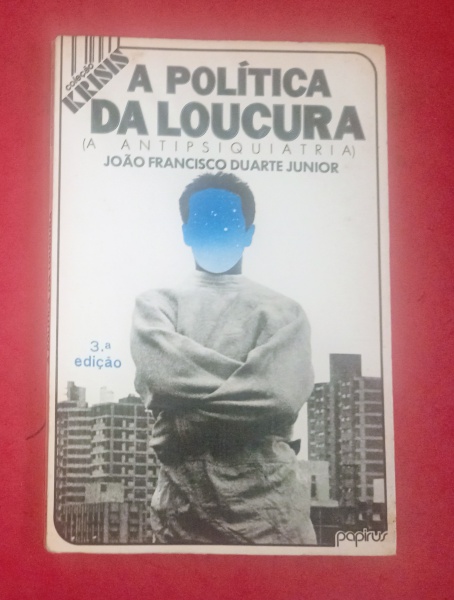 coleção
KRISIS
A POLÍTICA
DA LOUCURA
(A ANTIPSIQUIATRIA)
JOÃO FRANCISCO DUARTE JUNIOR
3.ª
edição
papirus